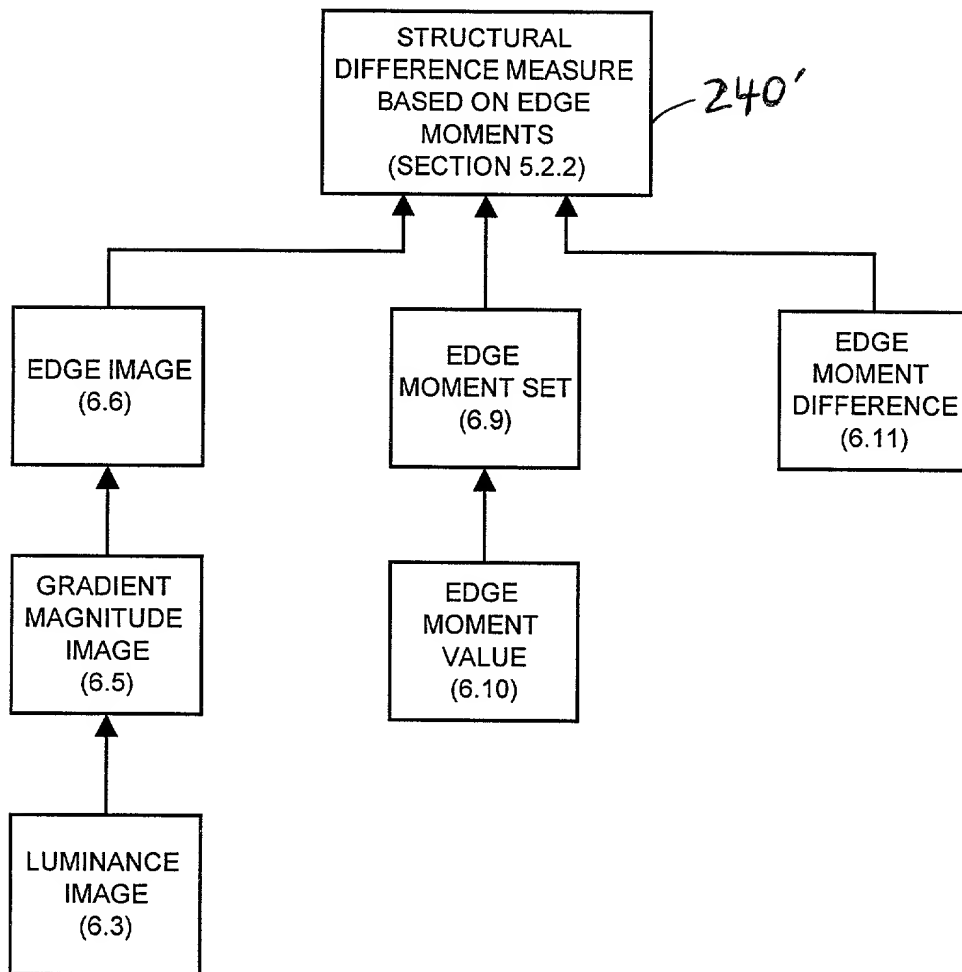 STRUCTURAL
DIFFERENCE MEASURE
BASED ON EDGE
MOMENTS
(SECTION 5.2.2)
240'
EDGE IMAGE
(6.6)
EDGE
MOMENT SET
(6.9)
EDGE
MOMENT
DIFFERENCE
(6.11)
GRADIENT
MAGNITUDE
IMAGE
(6.5)
EDGE
MOMENT
VALUE
(6.10)
LUMINANCE
IMAGE
(6.3)